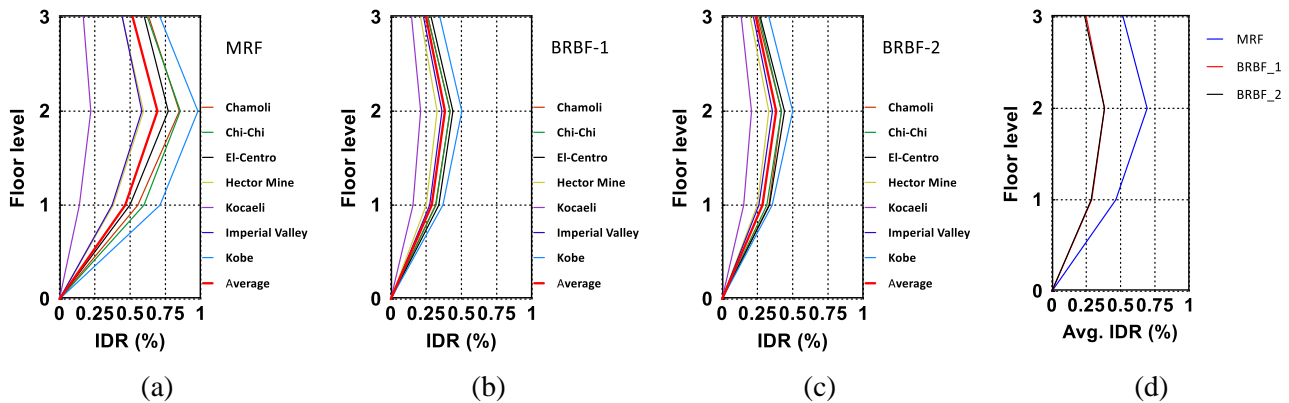 3
2
1
0
Floor level
0 0.25 0.5 0.75 1
IDR (%)
MRF
Chamoli
Chi-Chi
El-Centro
Hector Mine
Kocaeli
Imperial Valley
Kobe
Average
(a)
3
2
1
0
Floor level
0 0.25 0.5 0.75 1
IDR (%)
BRBF-1
Chamoli
Chi-Chi
El-Centro
Hector Mine
Kocaeli
Imperial Valley
Kobe
Average
(b)
3
2
1
0
Floor level
0 0.25 0.5 0.75 1
IDR (%)
BRBF-2
Chamoli
Chi-Chi
El-Centro
Hector Mine
Kocaeli
Imperial Valley
Kobe
Average
(c)
3
2
1
0
Floor level
0 0.25 0.5 0.75 1
Avg. IDR (%)
MRF
BRBF_1
BRBF_2
(d)